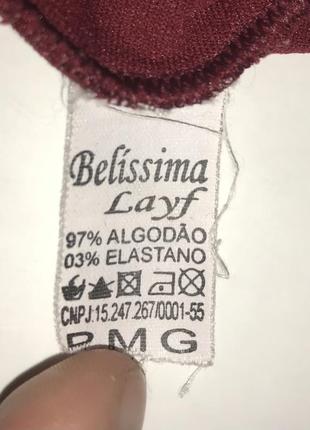 Belíssima
Layf
97% ALGODÃO
03% ELASTANO
CNPJ.15.247.267/0001-55
P M G